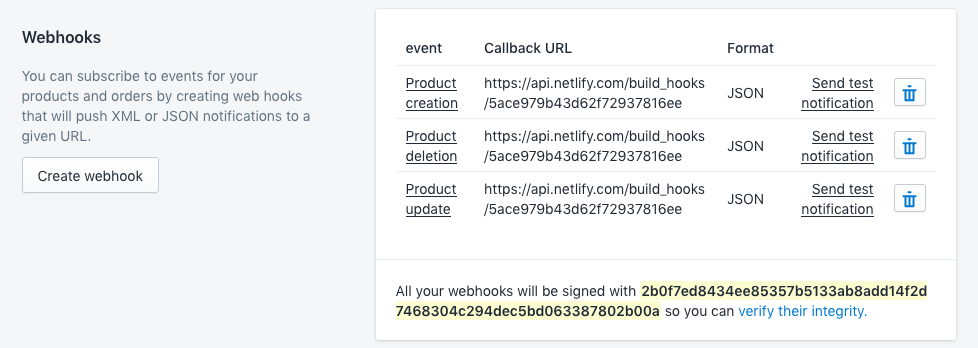 Webhooks
You can subscribe to events for your
products and orders by creating web hooks
that will push XML or JSON notifications to a
given URL.
Create webhook
event Callback URL Format
Product creation https://api.netlify.com/build_hooks/5ace979b43d62f72937816ee JSON Send test notification
Product deletion https://api.netlify.com/build_hooks/5ace979b43d62f72937816ee JSON Send test notification
Product update https://api.netlify.com/build_hooks/5ace979b43d62f72937816ee JSON Send test notification
All your webhooks will be signed with 2b0f7ed8434ee85357b5133ab8add14f2d
7468304c294dec5bd063387802b00a so you can verify their integrity.